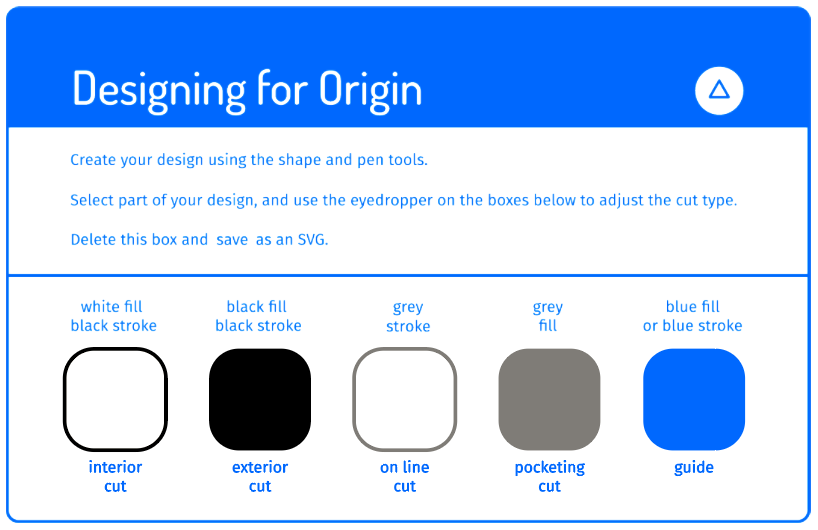 Designing for Origin
Create your design using the shape and pen tools.
Select part of your design, and use the eyedropper on the boxes below to adjust the cut type.
Delete this box and save as an SVG.
white fill
black stroke
black fill
black stroke
grey
stroke
grey
fill
blue fill
or blue stroke
interior
cut
exterior
cut
on line
cut
pocketing
cut
guide